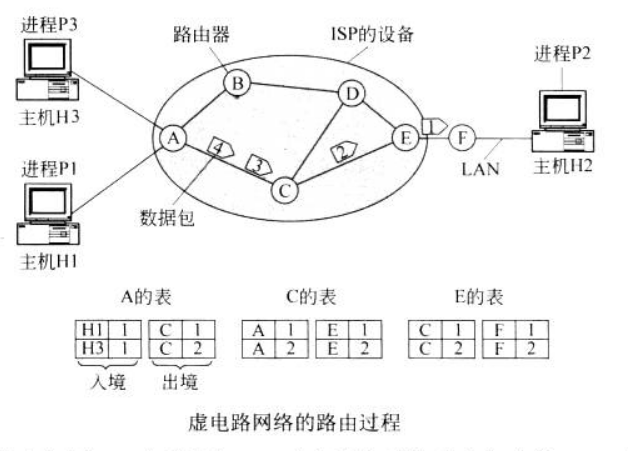 进程P3
路由器
ISP的设备
进程P2
主机H3
B
D
A
E
1
F
4
3
2
C
进程P1
数据包
LAN
主机H2
主机H1
A的表
C的表
E的表
H1 1 C 1 A 1 E 1 C 1 F 1
H3 1 C 2 A 2 E 2 C 2 F 2
入境 出境
虚电路网络的路由过程